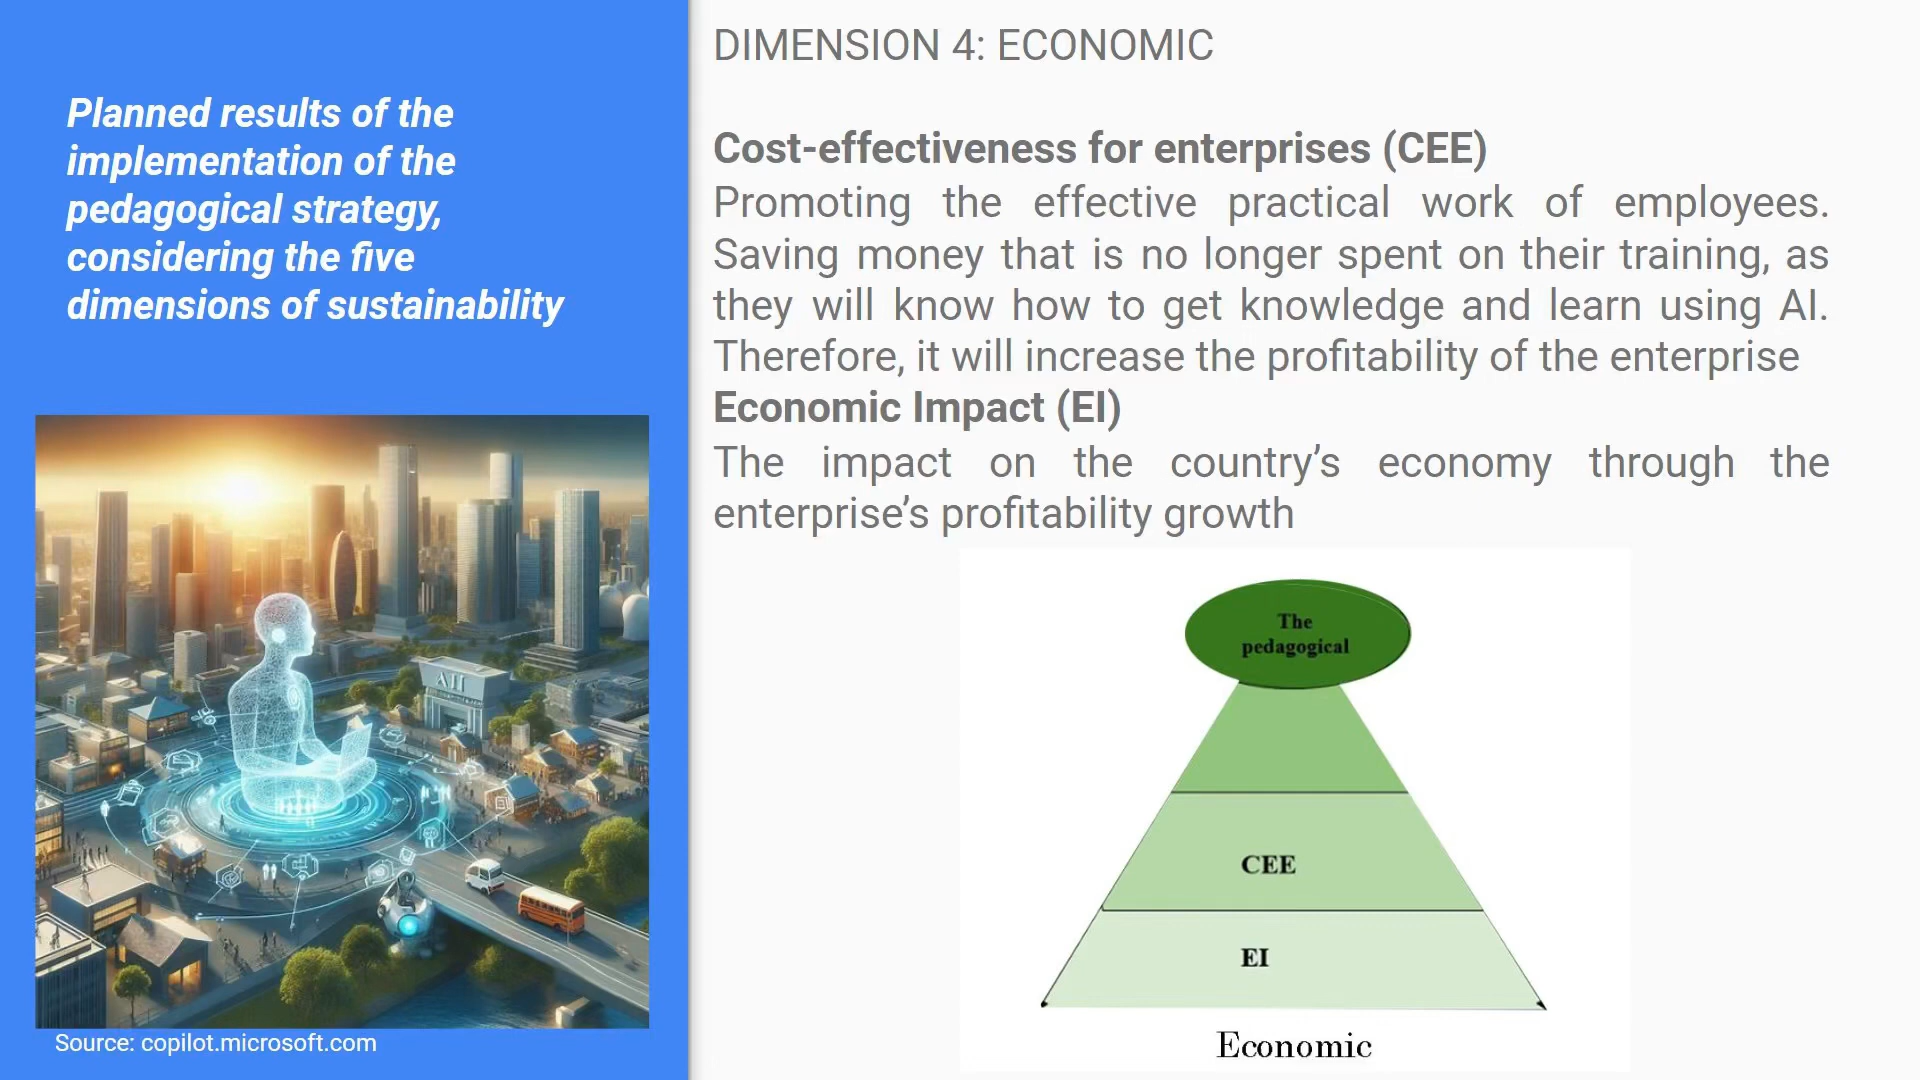 Planned results of the
implementation of the
pedagogical strategy,
considering the five
dimensions of sustainability
Source: copilot.microsoft.com
DIMENSION 4: ECONOMIC
Cost-effectiveness for enterprises (CEE)
Promoting the effective practical work of employees.
Saving money that is no longer spent on their training, as
they will know how to get knowledge and learn using AI.
Therefore, it will increase the profitability of the enterprise
Economic Impact (EI)
The impact on the country’s economy through the
enterprise’s profitability growth
The
pedagogical
CEE
EI
Economic